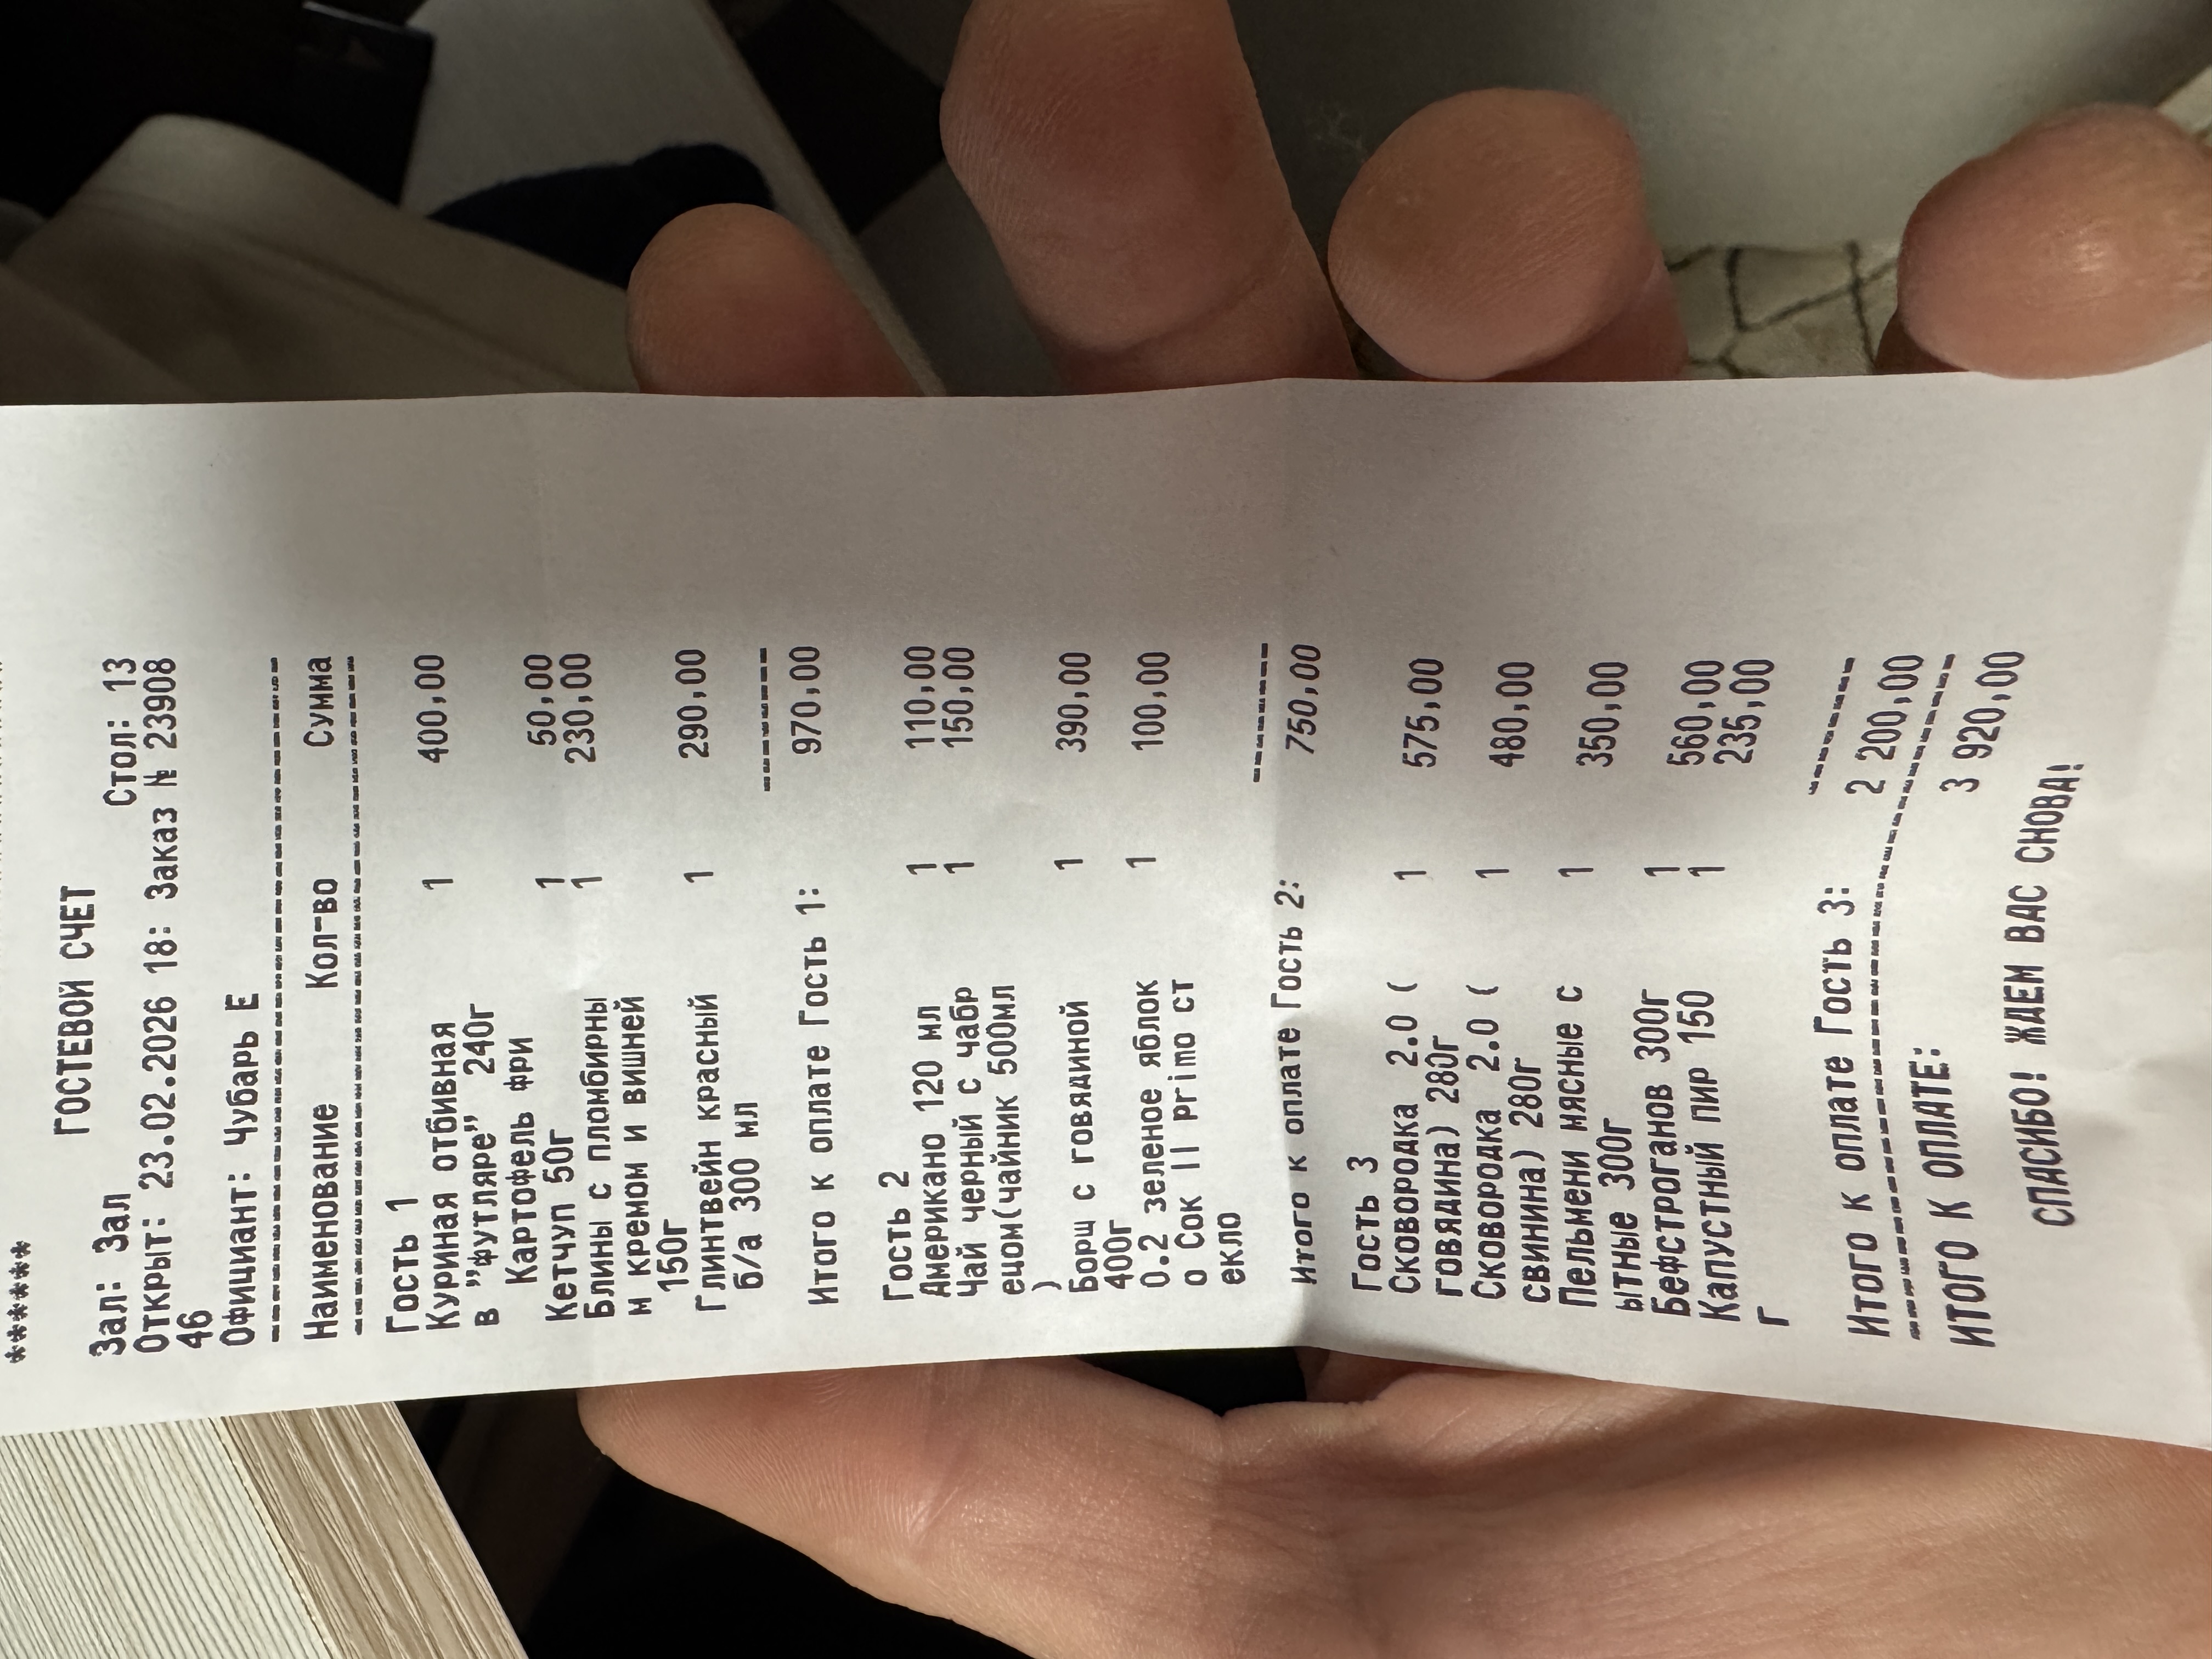 ******
ГОСТЕВОЙ СЧЕТ
Зал: Зал Стол: 13
Открыт: 23.02.2026 18: Заказ № 23908
46
Официант: Чубарь Е
Наименование Кол-во Сумма
Гость 1
Куриная отбивная 1 400,00
в "футляре" 240г
Картофель фри
Кетчуп 50г 1 50,00
Блины с пломбирны 1 230,00
м кремом и вишней
150г
Глинтвейн красный 1 290,00
б/а 300 мл
Итого к оплате Гость 1: 970,00
Гость 2
Американо 120 мл 1 110,00
Чай черный с чабр 1 150,00
ецом(чайник 500мл
)
Борщ с говядиной 1 390,00
400г
0.2 зеленое яблок 1 100,00
о Сок II primo ст
екло
Итого к оплате Гость 2: 750,00
Гость 3
Сковородка 2.0 ( 1 575,00
говядина) 280г
Сковородка 2.0 ( 1 480,00
свинина) 280г
Пельмени мясные с 1 350,00
ытные 300г
Бефстроганов 300г 1 560,00
Капустный пир 150 1 235,00
г
Итого к оплате Гость 3: 2 200,00
ИТОГО К ОПЛАТЕ: 3 920,00
СПАСИБО! ЖДЕМ ВАС СНОВА!